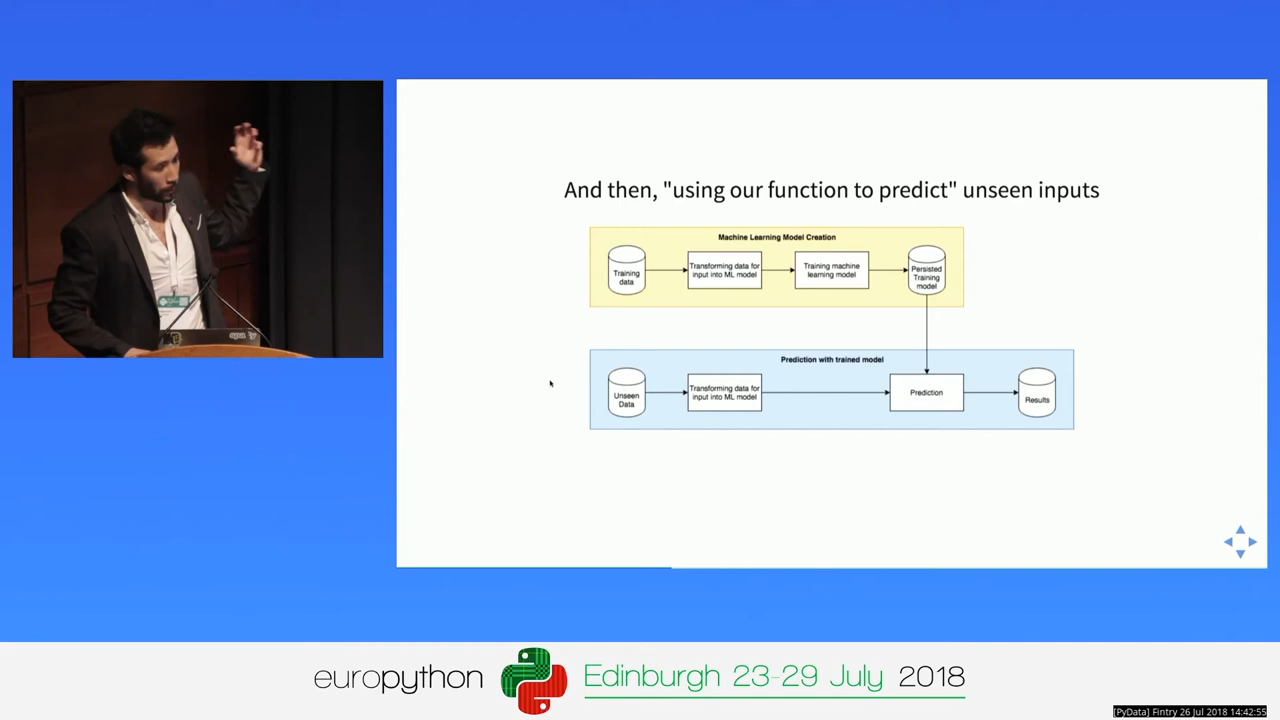 And then, "using our function to predict" unseen inputs
Machine Learning Model Creation
Training
data
Transforming data for
input into ML model
Training machine
learning model
Persisted
Training
model
Prediction with trained model
Unseen
Data
Transforming data for
input into ML model
Prediction
Results
europython
Edinburgh 23-29 July 2018
[PyData] Fintry 26 Jul 2018 14:42:55